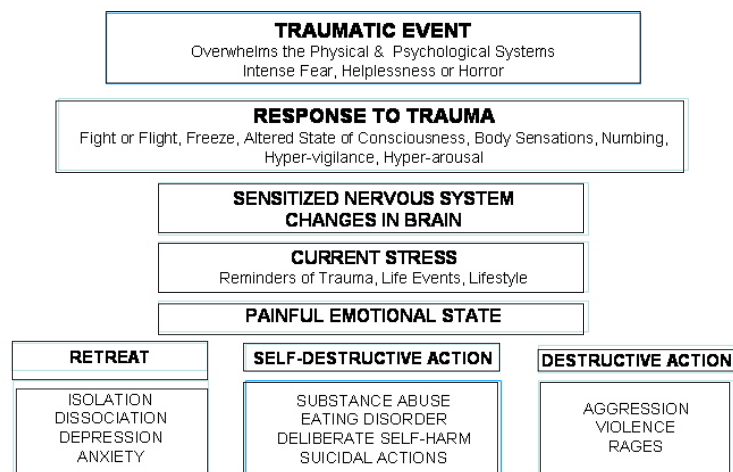 TRAUMATIC EVENT
Overwhelms the Physical & Psychological Systems
Intense Fear, Helplessness or Horror
RESPONSE TO TRAUMA
Fight or Flight, Freeze, Altered State of Consciousness, Body Sensations, Numbing,
Hyper-vigilance, Hyper-arousal
SENSITIZED NERVOUS SYSTEM
CHANGES IN BRAIN
CURRENT STRESS
Reminders of Trauma, Life Events, Lifestyle
PAINFUL EMOTIONAL STATE
RETREAT
ISOLATION
DISSOCIATION
DEPRESSION
ANXIETY
SELF-DESTRUCTIVE ACTION
SUBSTANCE ABUSE
EATING DISORDER
DELIBERATE SELF-HARM
SUICIDAL ACTIONS
DESTRUCTIVE ACTION
AGGRESSION
VIOLENCE
RAGES